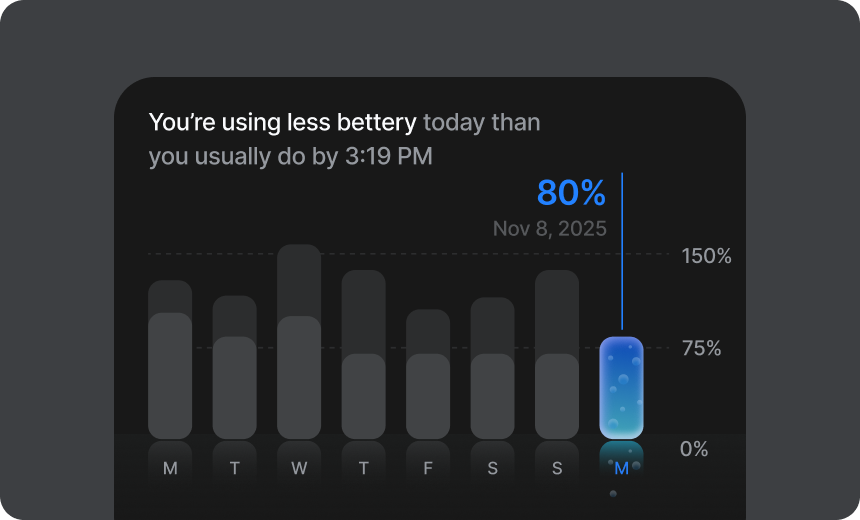 You’re using less bettery today than
you usually do by 3:19 PM
80%
Nov 8, 2025
150%
75%
0%
M T W T F S S M